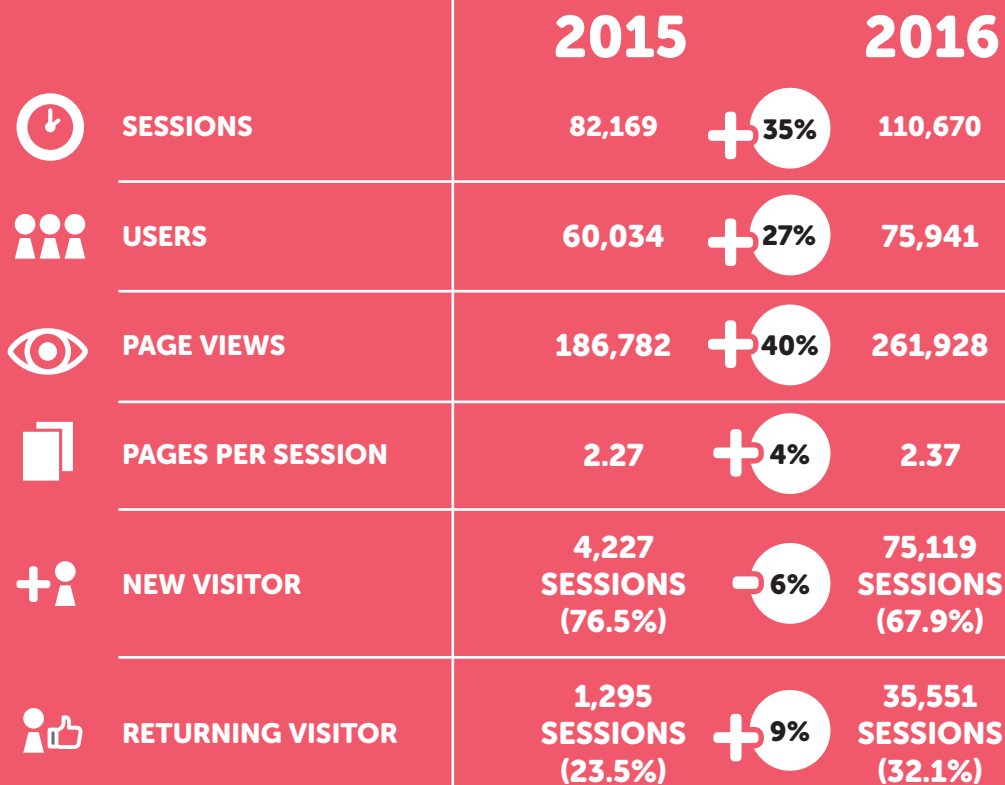 2015 2016
SESSIONS 82,169 +35% 110,670
USERS 60,034 +27% 75,941
PAGE VIEWS 186,782 +40% 261,928
PAGES PER SESSION 2.27 +4% 2.37
NEW VISITOR
4,227
SESSIONS
(76.5%)
-6%
75,119
SESSIONS
(67.9%)
RETURNING VISITOR
1,295
SESSIONS
(23.5%)
+9%
35,551
SESSIONS
(32.1%)